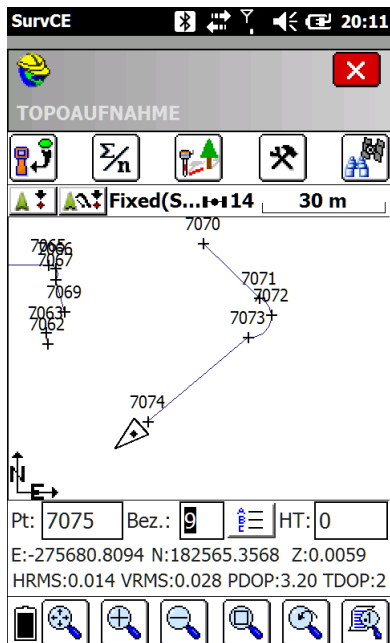 SurvCE 20:11
TOPOAUFNAHME
Σ/n
Fixed(S... 14 30 m
7070
7065
7066
7067
7071
7069
7072
7063
7073
7062
7074
N
E
Pt: 7075 Bez.: 9 HT: 0
E:-275680.8094 N:182565.3568 Z:0.0059
HRMS:0.014 VRMS:0.028 PDOP:3.20 TDOP:2